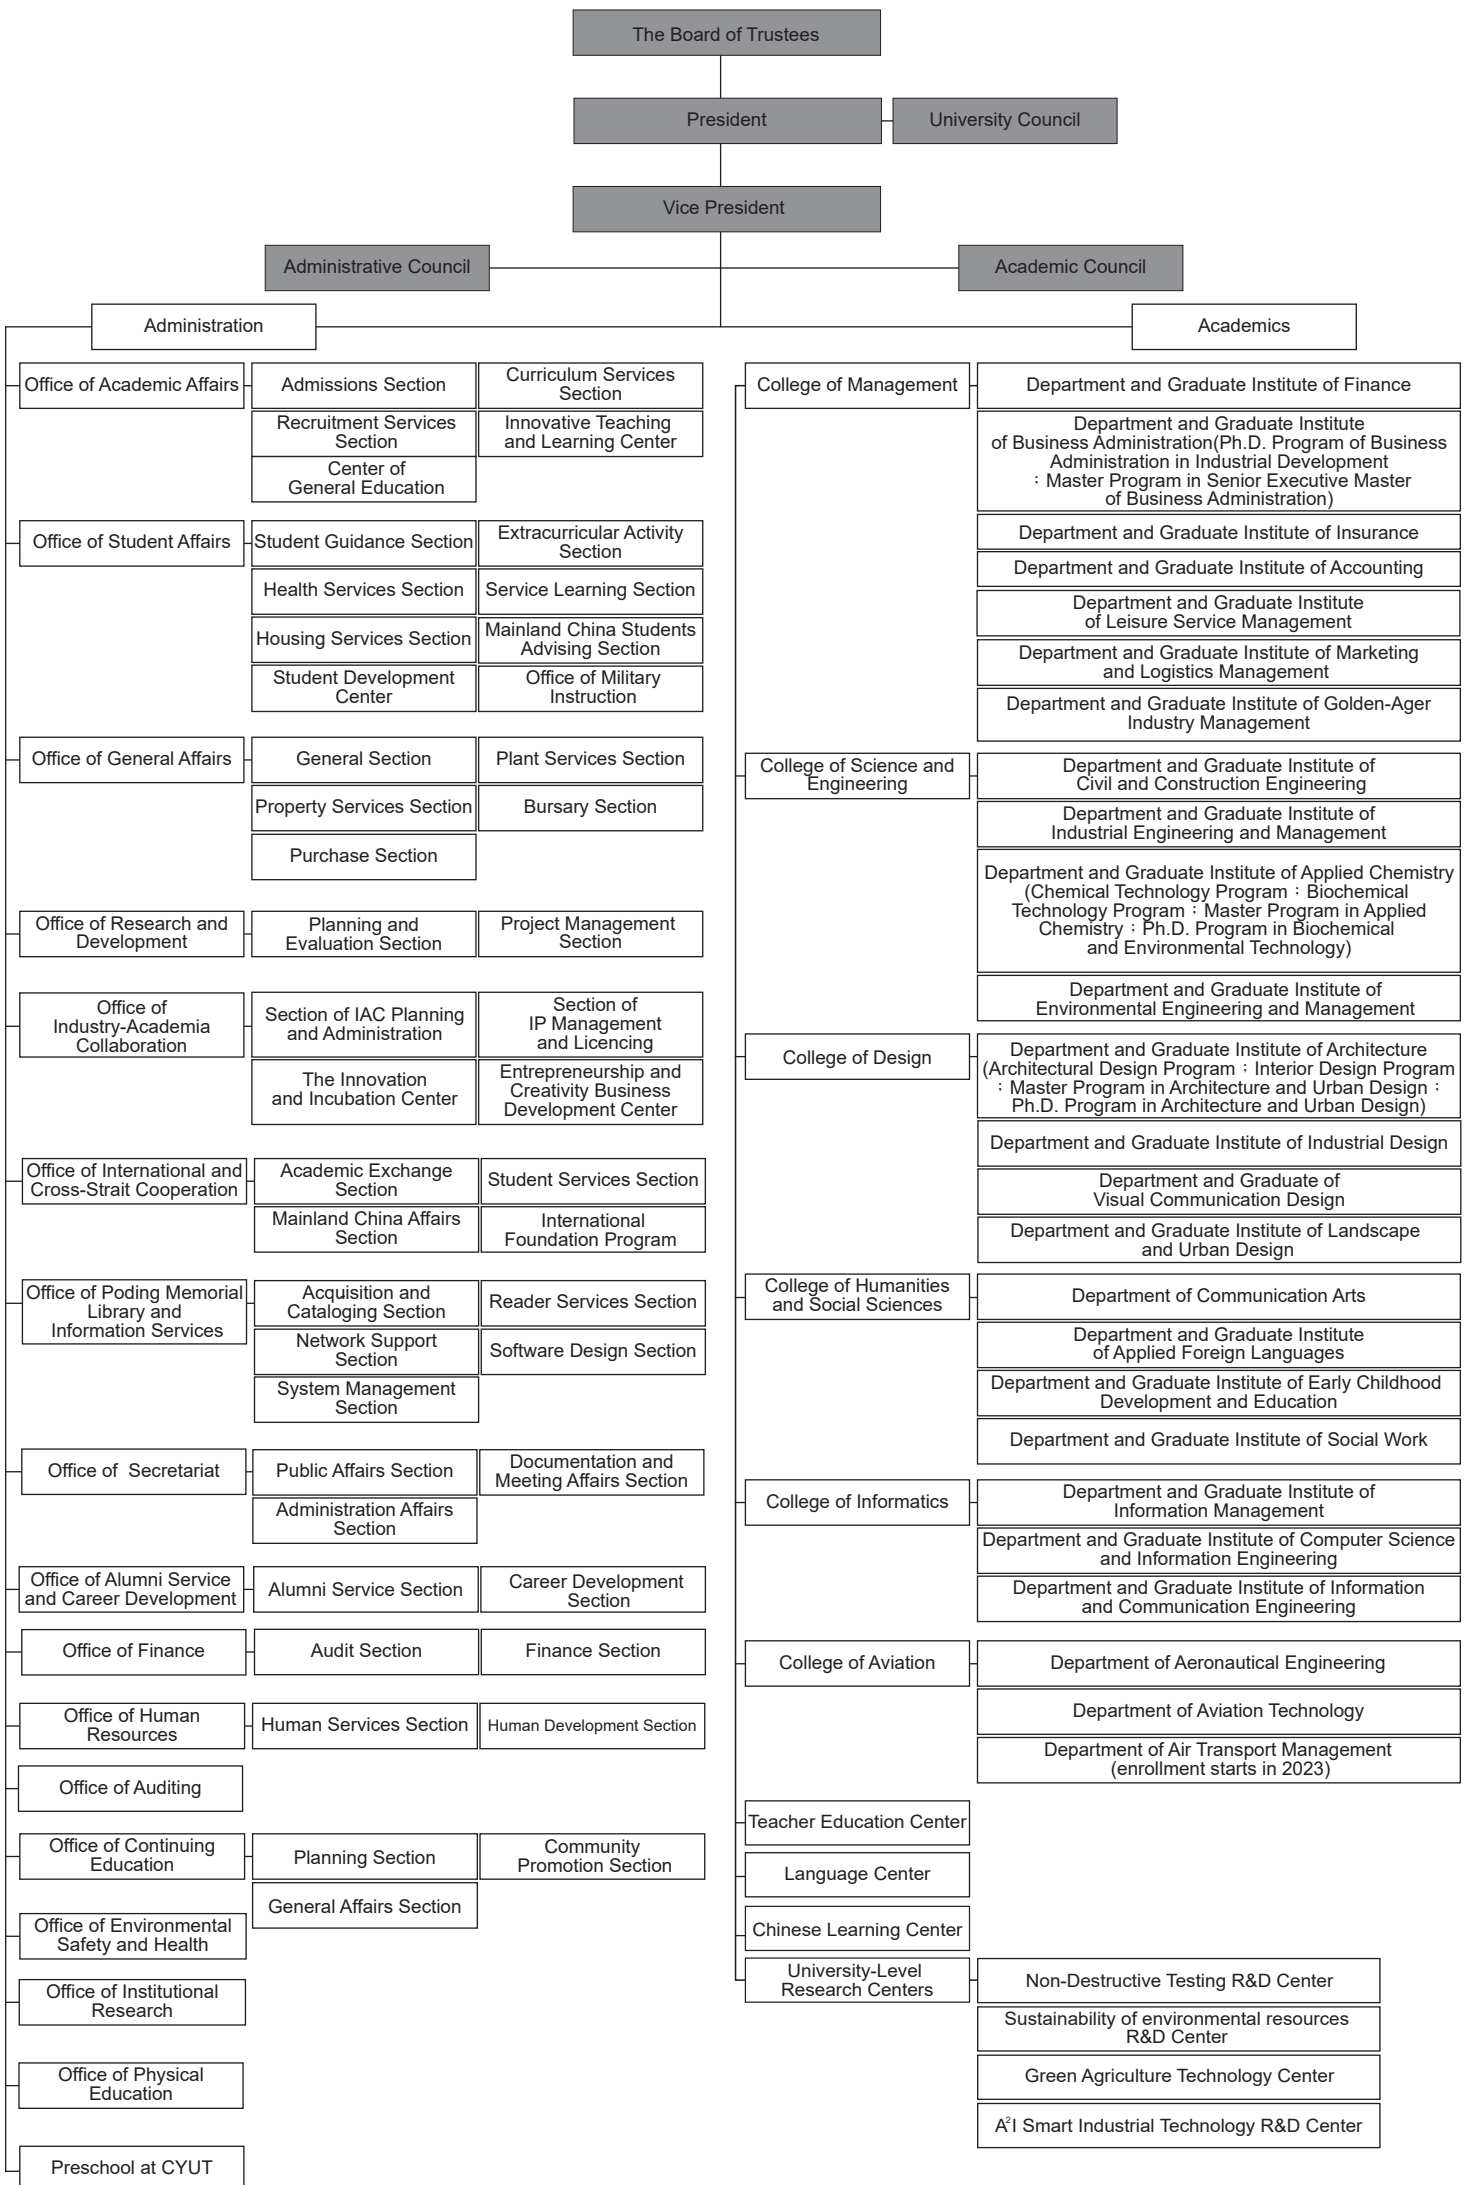 The Board of Trustees
President
University Council
Vice President
Administrative Council
Academic Council
Administration
Academics
Office of Academic Affairs
Admissions Section
Curriculum Services
Section
Recruitment Services
Section
Innovative Teaching
and Learning Center
Center of
General Education
Office of Student Affairs
Student Guidance Section
Extracurricular Activity
Section
Health Services Section
Service Learning Section
Housing Services Section
Mainland China Students
Advising Section
Student Development
Center
Office of Military
Instruction
Office of General Affairs
General Section
Plant Services Section
Property Services Section
Bursary Section
Purchase Section
Office of Research and
Development
Planning and
Evaluation Section
Project Management
Section
Office of
Industry-Academia
Collaboration
Section of IAC Planning
and Administration
Section of
IP Management
and Licencing
The Innovation
and Incubation Center
Entrepreneurship and
Creativity Business
Development Center
Office of International and
Cross-Strait Cooperation
Academic Exchange
Section
Student Services Section
Mainland China Affairs
Section
International
Foundation Program
Office of Poding Memorial
Library and
Information Services
Acquisition and
Cataloging Section
Reader Services Section
Network Support
Section
Software Design Section
System Management
Section
Office of Secretariat
Public Affairs Section
Documentation and
Meeting Affairs Section
Administration Affairs
Section
Office of Alumni Service
and Career Development
Alumni Service Section
Career Development
Section
Office of Finance
Audit Section
Finance Section
Office of Human
Resources
Human Services Section
Human Development Section
Office of Auditing
Office of Continuing
Education
Planning Section
Community
Promotion Section
General Affairs Section
Office of Environmental
Safety and Health
Office of Institutional
Research
Office of Physical
Education
Preschool at CYUT
College of Management
Department and Graduate Institute of Finance
Department and Graduate Institute
of Business Administration(Ph.D. Program of Business
Administration in Industrial Development
；Master Program in Senior Executive Master
of Business Administration)
Department and Graduate Institute of Insurance
Department and Graduate Institute of Accounting
Department and Graduate Institute
of Leisure Service Management
Department and Graduate Institute of Marketing
and Logistics Management
Department and Graduate Institute of Golden-Ager
Industry Management
College of Science and
Engineering
Department and Graduate Institute of
Civil and Construction Engineering
Department and Graduate Institute of
Industrial Engineering and Management
Department and Graduate Institute of Applied Chemistry
(Chemical Technology Program；Biochemical
Technology Program；Master Program in Applied
Chemistry；Ph.D. Program in Biochemical
and Environmental Technology)
Department and Graduate Institute of
Environmental Engineering and Management
College of Design
Department and Graduate Institute of Architecture
(Architectural Design Program；Interior Design Program
；Master Program in Architecture and Urban Design；
Ph.D. Program in Architecture and Urban Design)
Department and Graduate Institute of Industrial Design
Department and Graduate of
Visual Communication Design
Department and Graduate Institute of Landscape
and Urban Design
College of Humanities
and Social Sciences
Department of Communication Arts
Department and Graduate Institute
of Applied Foreign Languages
Department and Graduate Institute of Early Childhood
Development and Education
Department and Graduate Institute of Social Work
College of Informatics
Department and Graduate Institute of
Information Management
Department and Graduate Institute of Computer Science
and Information Engineering
Department and Graduate Institute of Information
and Communication Engineering
College of Aviation
Department of Aeronautical Engineering
Department of Aviation Technology
Department of Air Transport Management
(enrollment starts in 2023)
Teacher Education Center
Language Center
Chinese Learning Center
University-Level
Research Centers
Non-Destructive Testing R&D Center
Sustainability of environmental resources
R&D Center
Green Agriculture Technology Center
A²I Smart Industrial Technology R&D Center